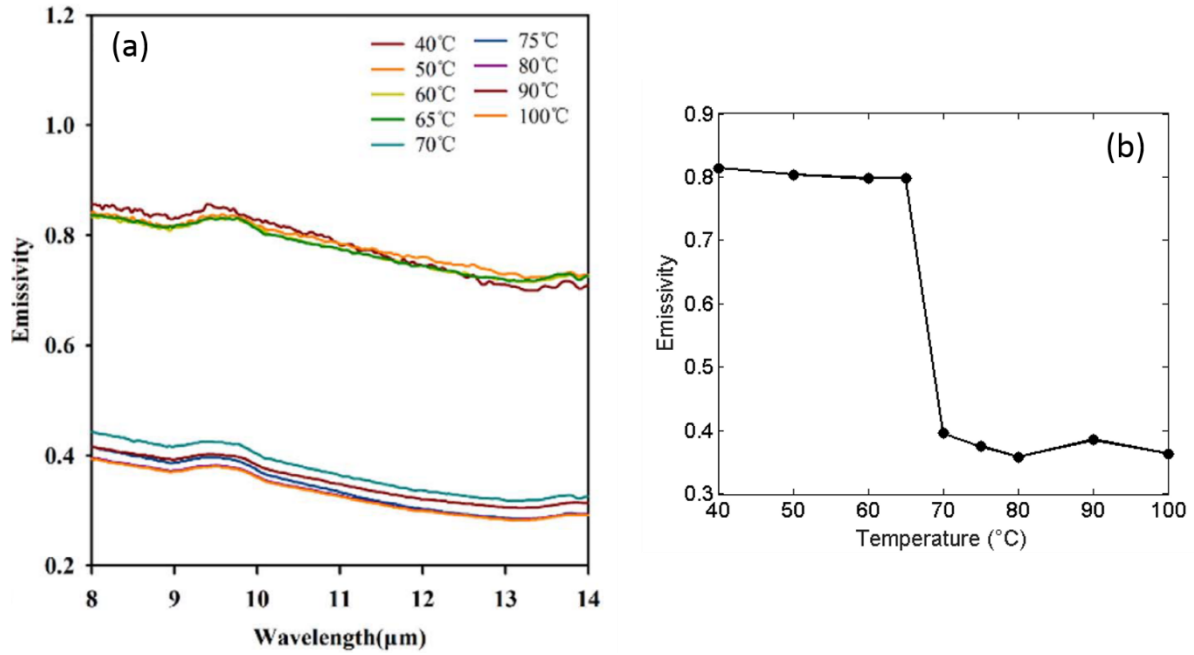 (a)
1.2
1.0
0.8
0.6
0.4
0.2
Emissivity
40℃ 75℃
50℃ 80℃
60℃ 90℃
65℃ 100℃
70℃
8 9 10 11 12 13 14
Wavelength(μm)
(b)
0.9
0.8
0.7
0.6
0.5
0.4
0.3
Emissivity
40 50 60 70 80 90 100
Temperature (°C)